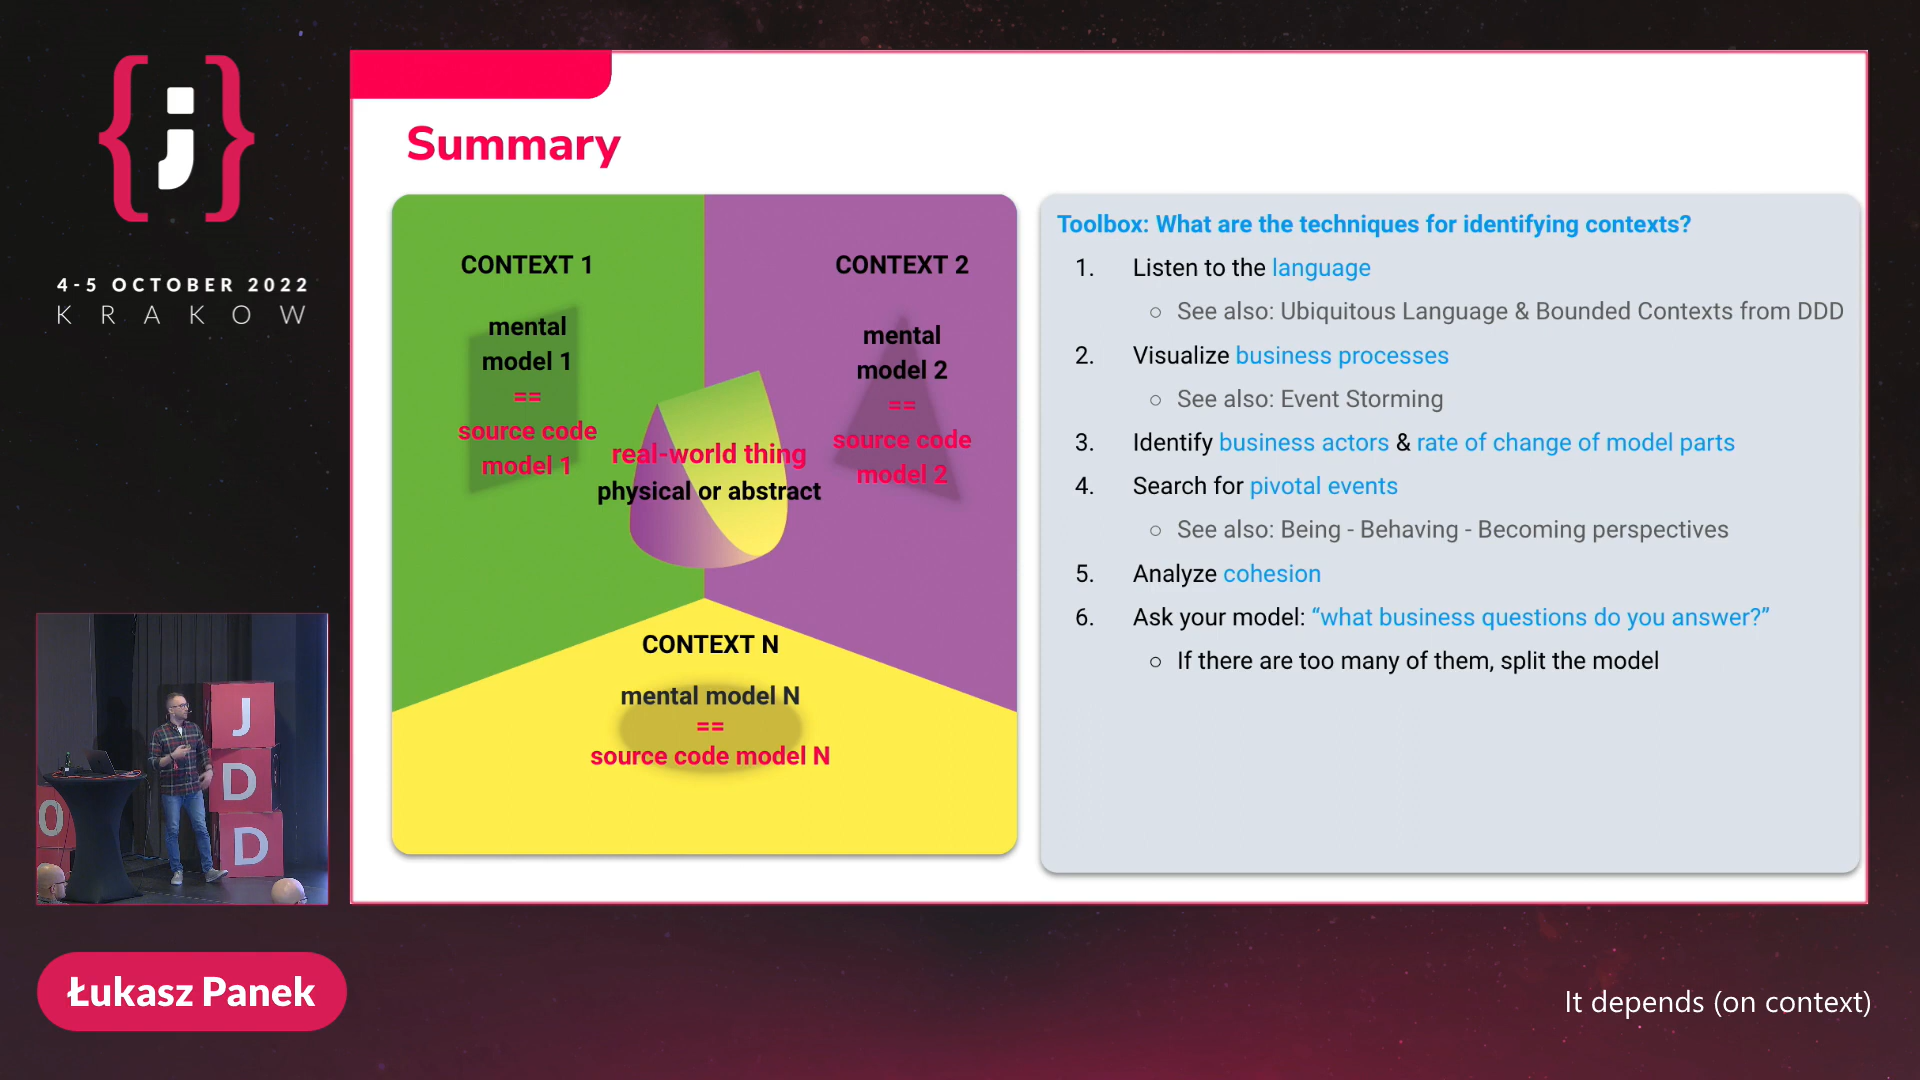 {j}
4-5 OCTOBER 2022
KRAKOW
Summary
CONTEXT 1
mental
model 1
==
source code
model 1
CONTEXT 2
mental
model 2
==
source code
model 2
real-world thing
physical or abstract
CONTEXT N
mental model N
==
source code model N
Toolbox: What are the techniques for identifying contexts?
1. Listen to the language
○ See also: Ubiquitous Language & Bounded Contexts from DDD
2. Visualize business processes
○ See also: Event Storming
3. Identify business actors & rate of change of model parts
4. Search for pivotal events
○ See also: Being - Behaving - Becoming perspectives
5. Analyze cohesion
6. Ask your model: “what business questions do you answer?”
○ If there are too many of them, split the model
J
D
D
0
Łukasz Panek
It depends (on context)